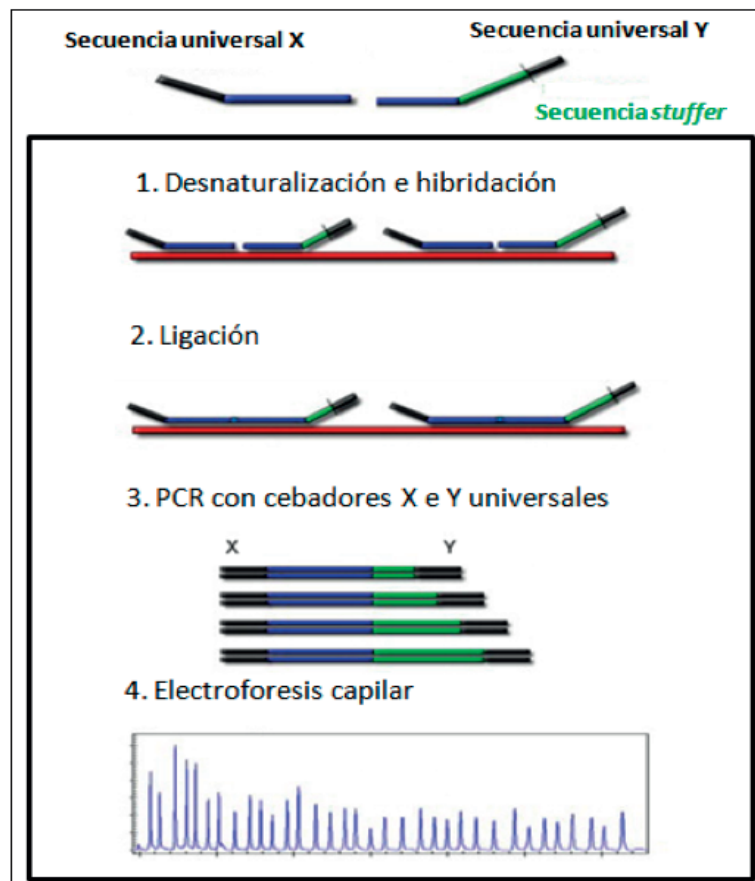 Secuencia universal X
Secuencia universal Y
Secuencia stuffer
1. Desnaturalización e hibridación
2. Ligación
3. PCR con cebadores X e Y universales
X Y
4. Electroforesis capilar